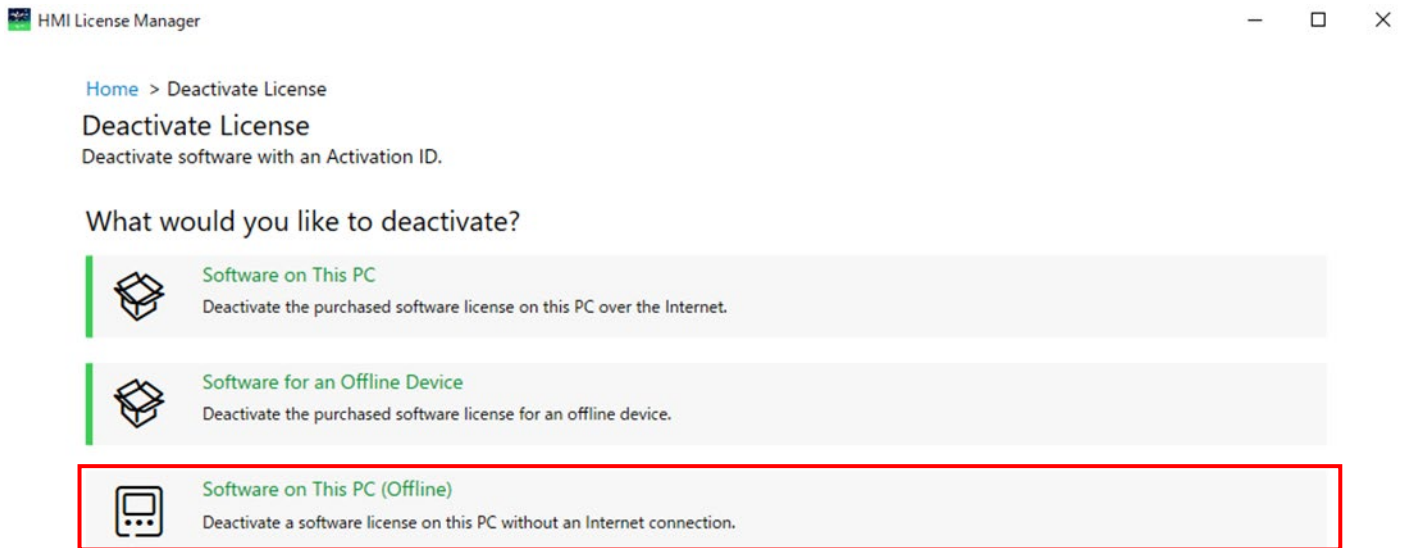 HMI License Manager
Home > Deactivate License
Deactivate License
Deactivate software with an Activation ID.
What would you like to deactivate?
Software on This PC
Deactivate the purchased software license on this PC over the Internet.
Software for an Offline Device
Deactivate the purchased software license for an offline device.
Software on This PC (Offline)
Deactivate a software license on this PC without an Internet connection.